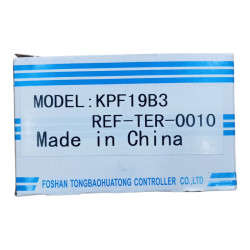 MODEL:KPF19B3
REF-TER-0010
Made in China
FOSHAN TONGBAOHUATONG CONTROLLER CO.,LTD